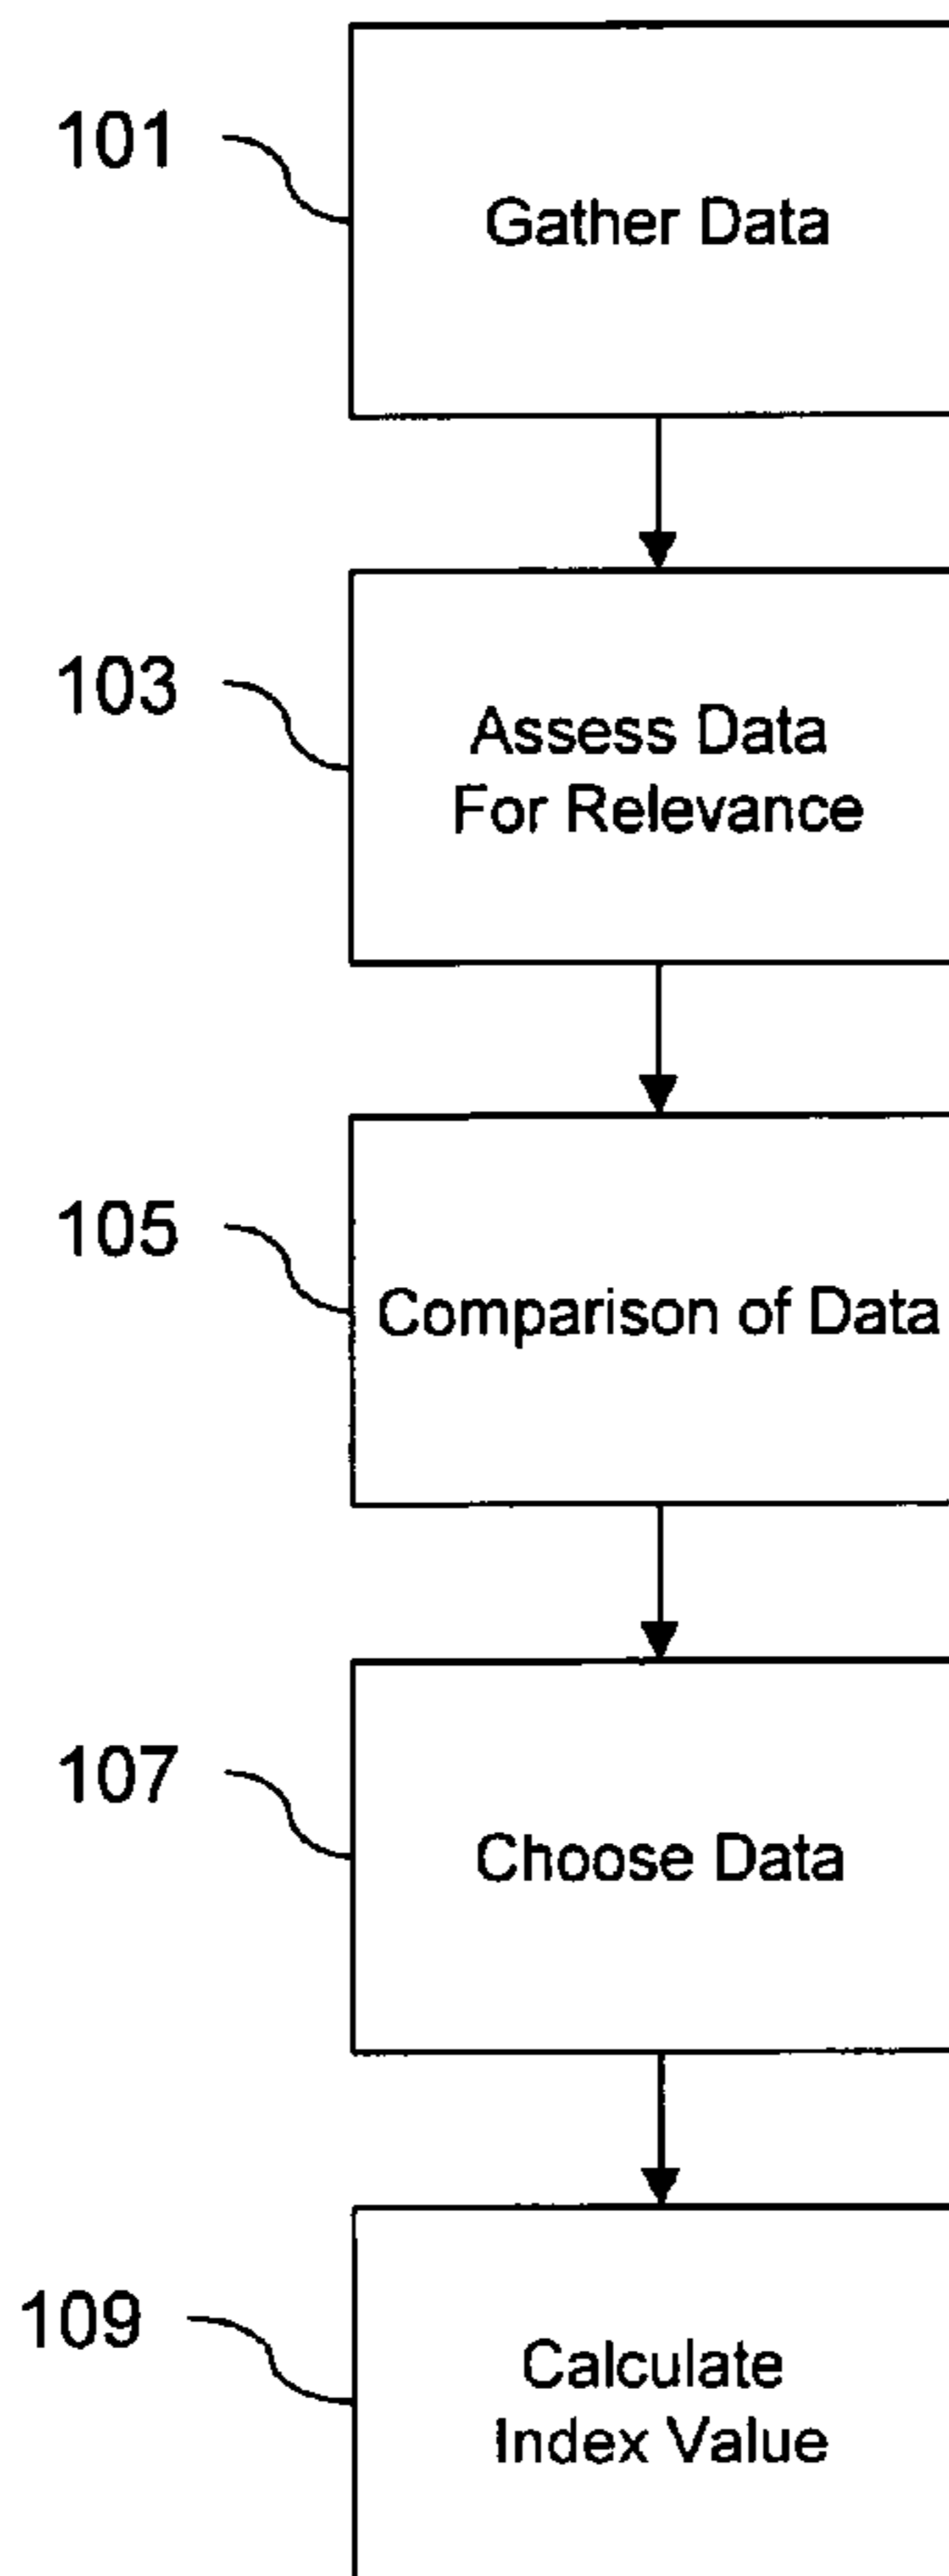 101
Gather Data
103
Assess Data
For Relevance
105
Comparison of Data
107
Choose Data
109
Calculate
Index Value